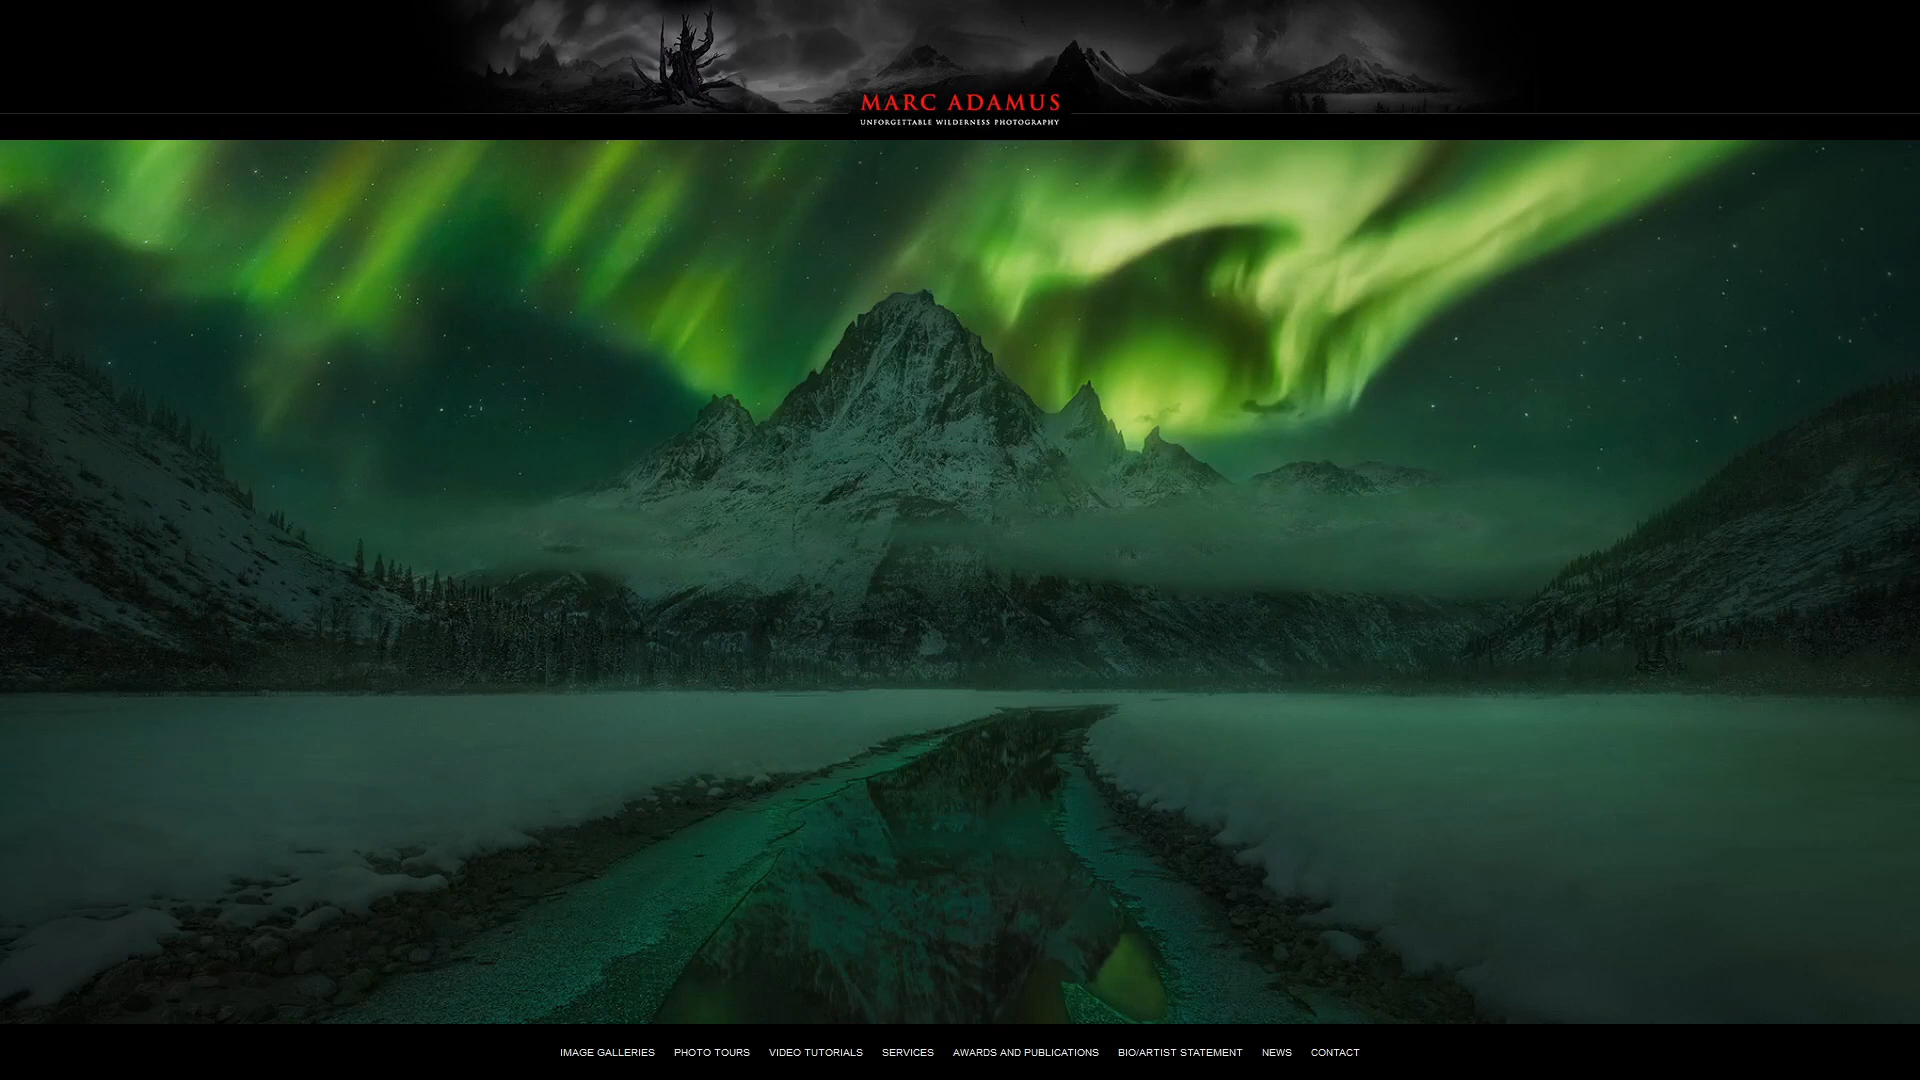 MARC ADAMUS
UNFORGETTABLE WILDERNESS PHOTOGRAPHY
IMAGE GALLERIES PHOTO TOURS VIDEO TUTORIALS SERVICES AWARDS AND PUBLICATIONS BIO/ARTIST STATEMENT NEWS CONTACT